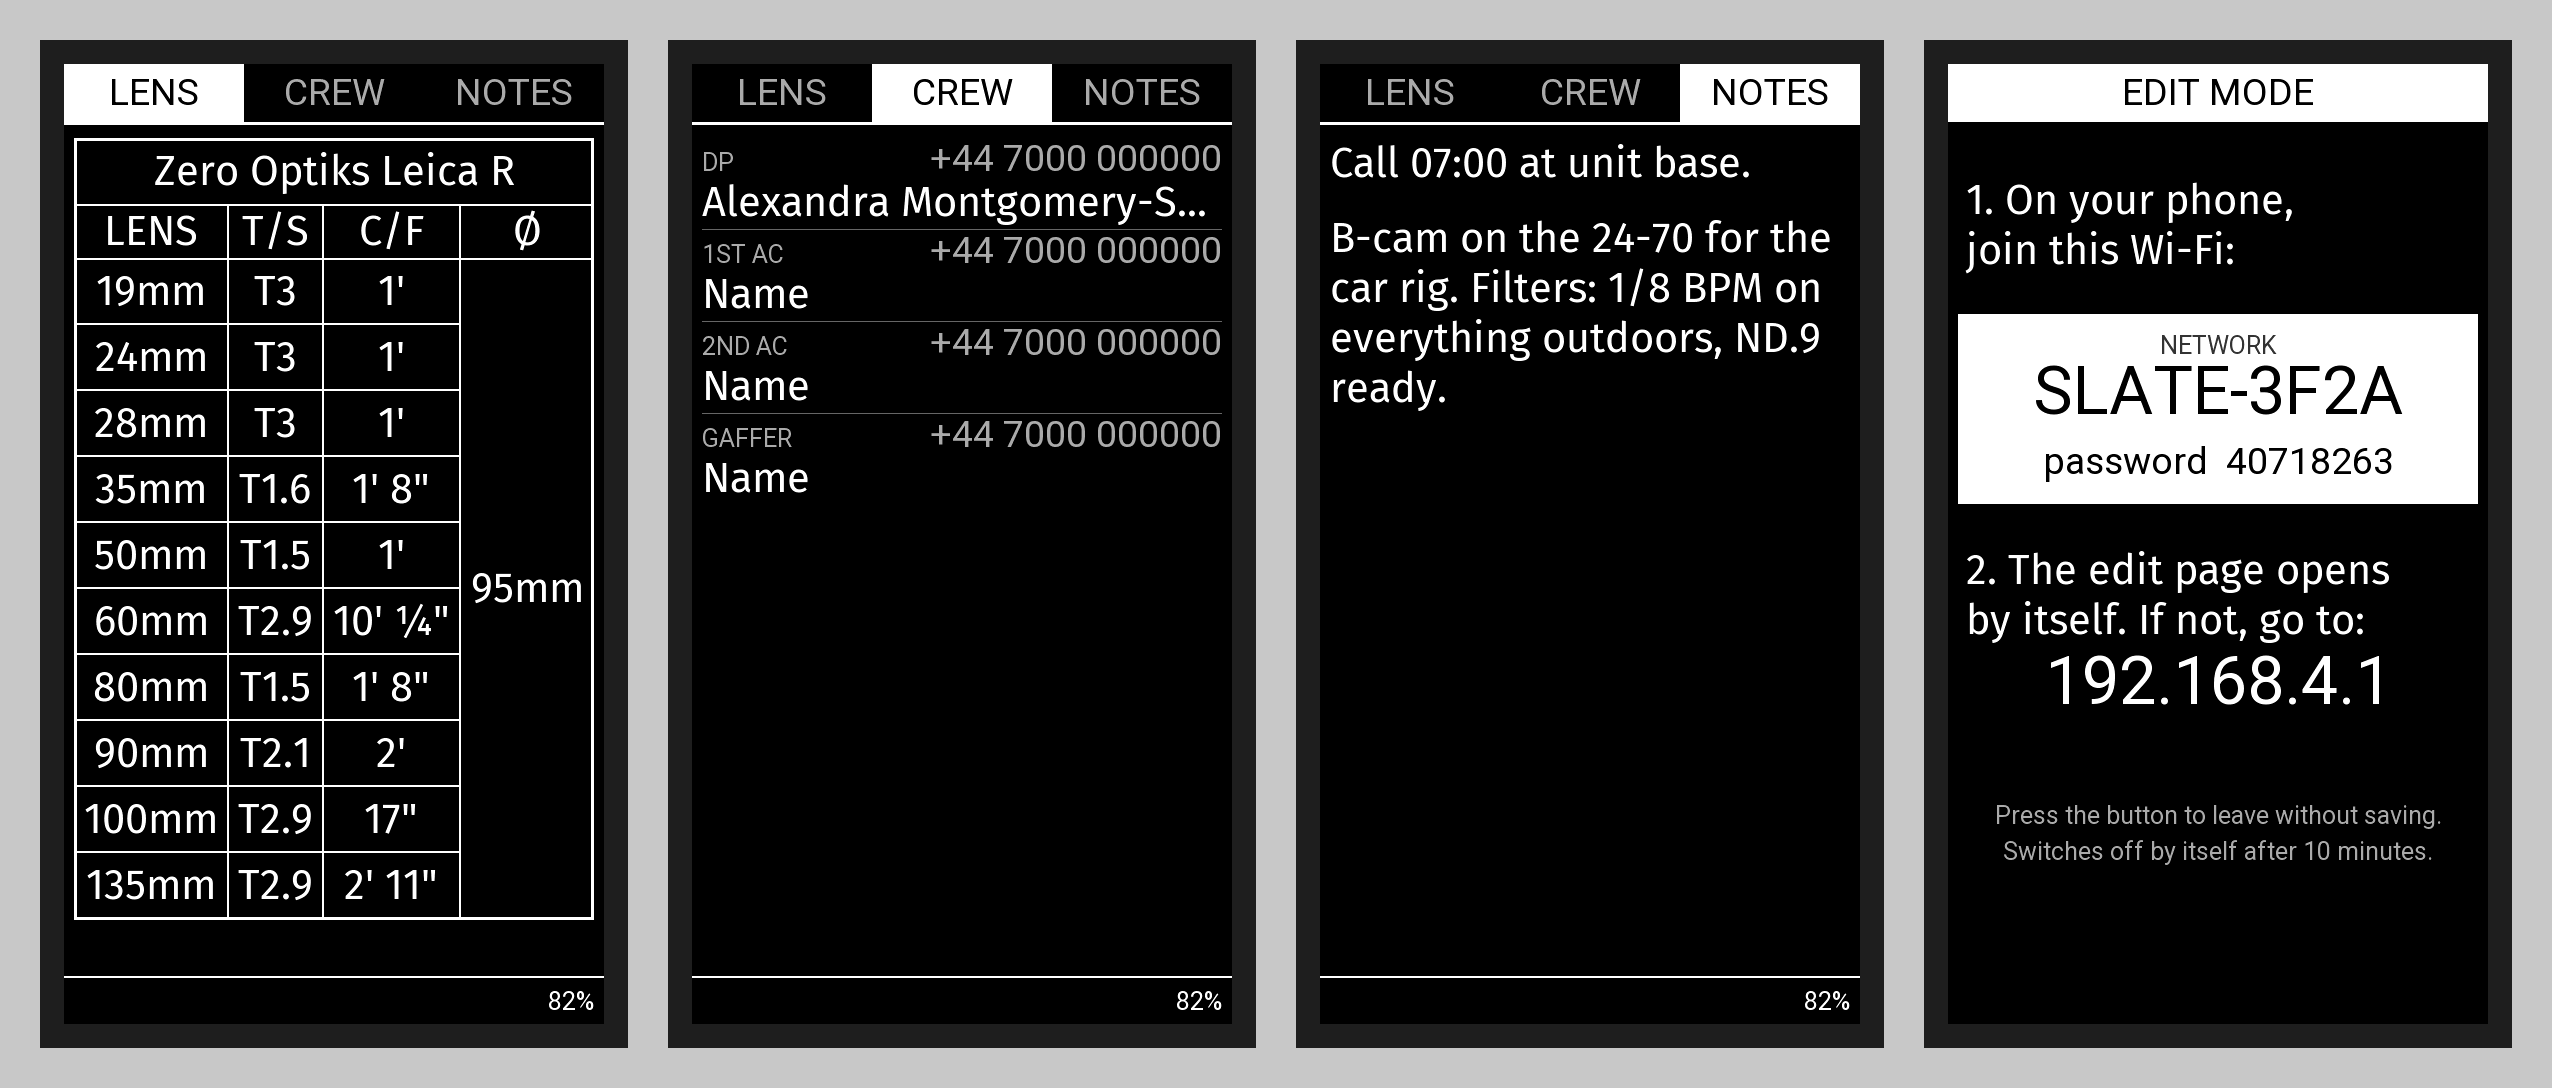 LENS CREW NOTES
Zero Optiks Leica R
LENS T/S C/F Ø
19mm T3 1'
24mm T3 1'
28mm T3 1'
35mm T1.6 1' 8"
50mm T1.5 1'
95mm
60mm T2.9 10' ¼"
80mm T1.5 1' 8"
90mm T2.1 2'
100mm T2.9 17"
135mm T2.9 2' 11"
82%
LENS CREW NOTES
DP +44 7000 000000
Alexandra Montgomery-S...
1ST AC +44 7000 000000
Name
2ND AC +44 7000 000000
Name
GAFFER +44 7000 000000
Name
82%
LENS CREW NOTES
Call 07:00 at unit base.
B-cam on the 24-70 for the
car rig. Filters: 1/8 BPM on
everything outdoors, ND.9
ready.
82%
EDIT MODE
1. On your phone,
join this Wi-Fi:
NETWORK
SLATE-3F2A
password 40718263
2. The edit page opens
by itself. If not, go to:
192.168.4.1
Press the button to leave without saving.
Switches off by itself after 10 minutes.